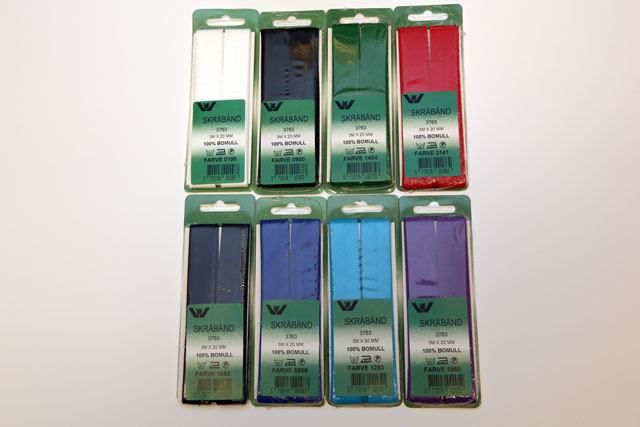 SKRÅBÅND
3763
3M X 20 MM
100% BOMULL
FARVE 0100
SKRÅBÅND
3763
3M X 20 MM
100% BOMULL
FARVE 0900
SKRÅBÅND
3763
3M X 20 MM
100% BOMULL
FARVE 1454
SKRÅBÅND
3763
3M X 20 MM
100% BOMULL
FARVE 3141
SKRÅBÅND
3763
3M X 20 MM
100% BOMULL
SKRÅBÅND
3763
3M X 20 MM
100% BOMULL
FARVE 5500
SKRÅBÅND
3763
3M X 20 MM
100% BOMULL
FARVE 1283
SKRÅBÅND
3763
3M X 20 MM
100% BOMULL
FARVE 5860